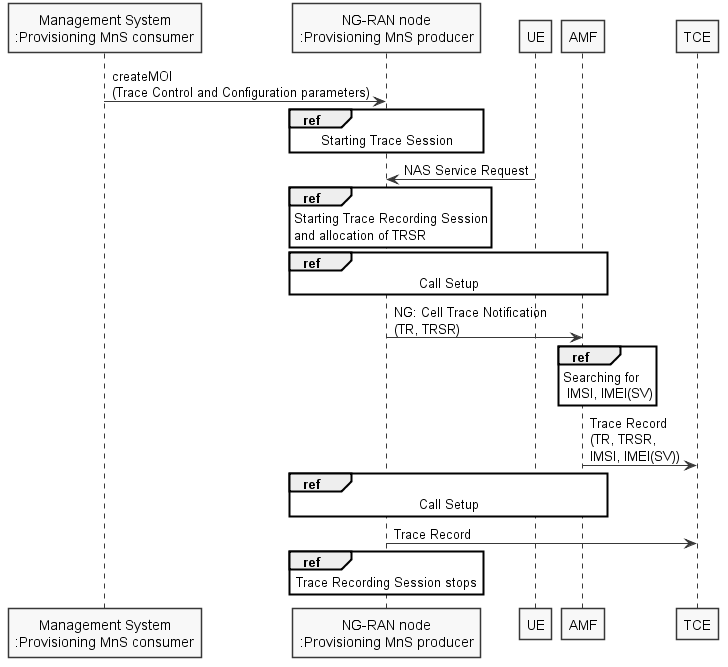 Management System
:Provisioning MnS consumer
NG-RAN node
:Provisioning MnS producer
UE
AMF
TCE
createMOI
(Trace Control and Configuration parameters)
ref
Starting Trace Session
NAS Service Request
ref
Starting Trace Recording Session
and allocation of TRSR
ref
Call Setup
NG: Cell Trace Notification
(TR, TRSR)
ref
Searching for
IMSI, IMEI(SV)
Trace Record
(TR, TRSR,
IMSI, IMEI(SV))
ref
Call Setup
Trace Record
ref
Trace Recording Session stops
Management System
:Provisioning MnS consumer
NG-RAN node
:Provisioning MnS producer
UE
AMF
TCE